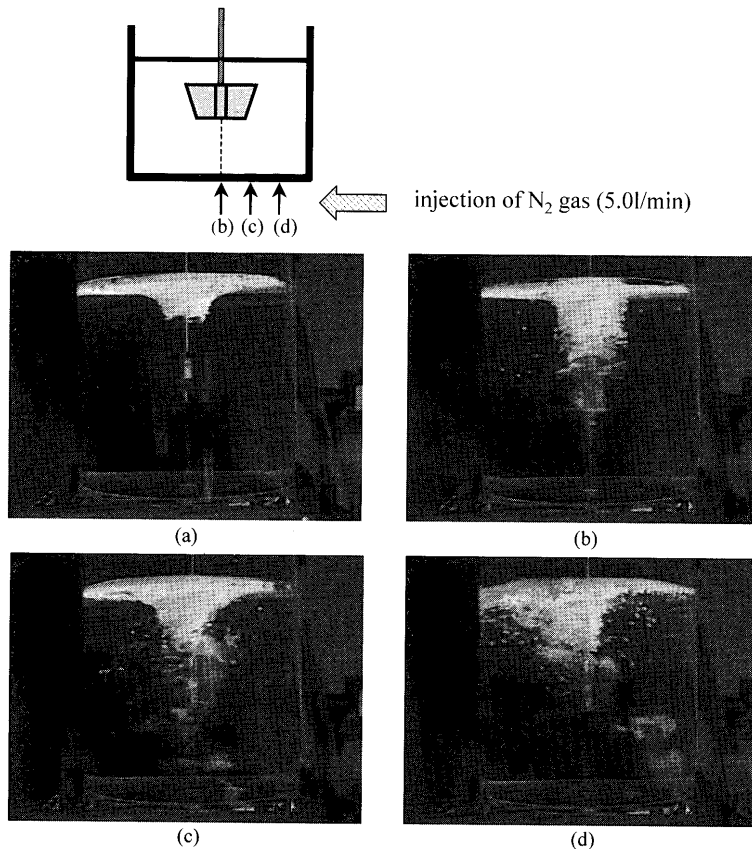 (b) (c) (d)
injection of N₂ gas (5.0l/min)
(a)
(b)
(c)
(d)